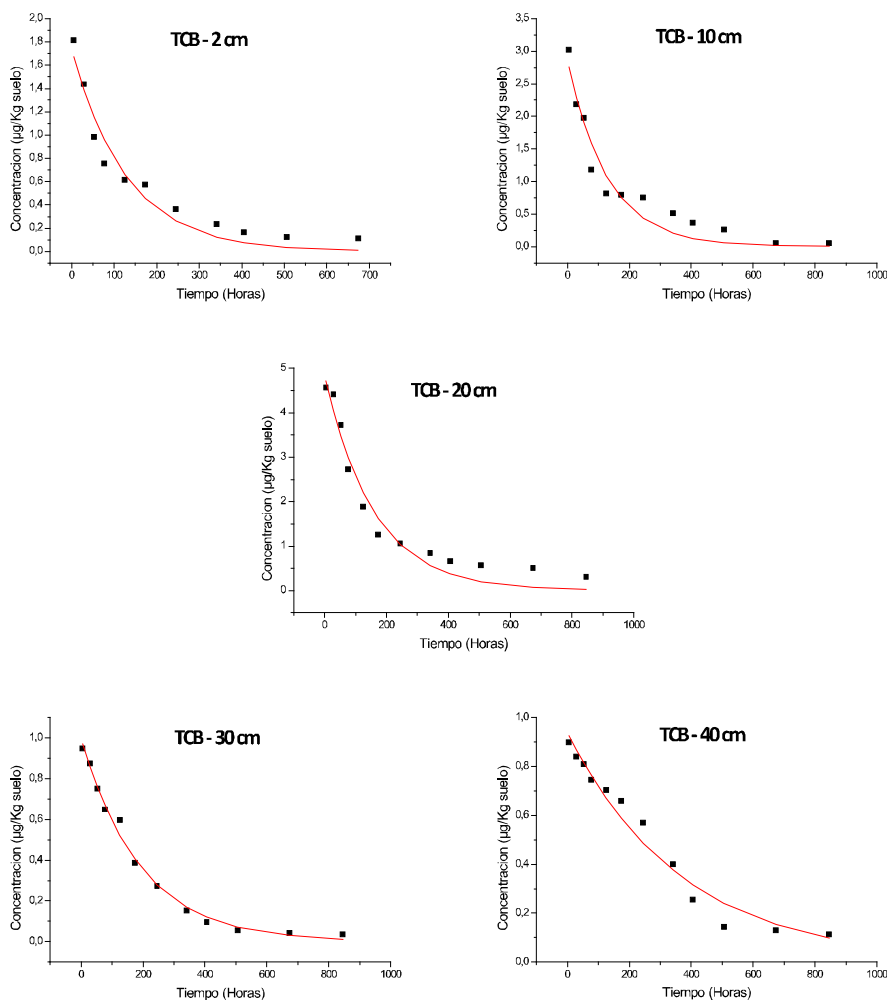 TCB - 2 cm
Concentracion (µg/Kg suelo)
2,0
1,8
1,6
1,4
1,2
1,0
0,8
0,6
0,4
0,2
0,0
0 100 200 300 400 500 600 700
Tiempo (Horas)
TCB - 10 cm
Concentracion (µg/Kg suelo)
3,5
3,0
2,5
2,0
1,5
1,0
0,5
0,0
0 200 400 600 800 1000
Tiempo (Horas)
TCB - 20 cm
Concentracion (µg/Kg suelo)
5
4
3
2
1
0
0 200 400 600 800 1000
Tiempo (Horas)
TCB - 30 cm
Concentracion (µg/Kg suelo)
1,0
0,8
0,6
0,4
0,2
0,0
0 200 400 600 800 1000
Tiempo (Horas)
TCB - 40 cm
Concentracion (µg/Kg suelo)
1,0
0,8
0,6
0,4
0,2
0,0
0 200 400 600 800 1000
Tiempo (Horas)